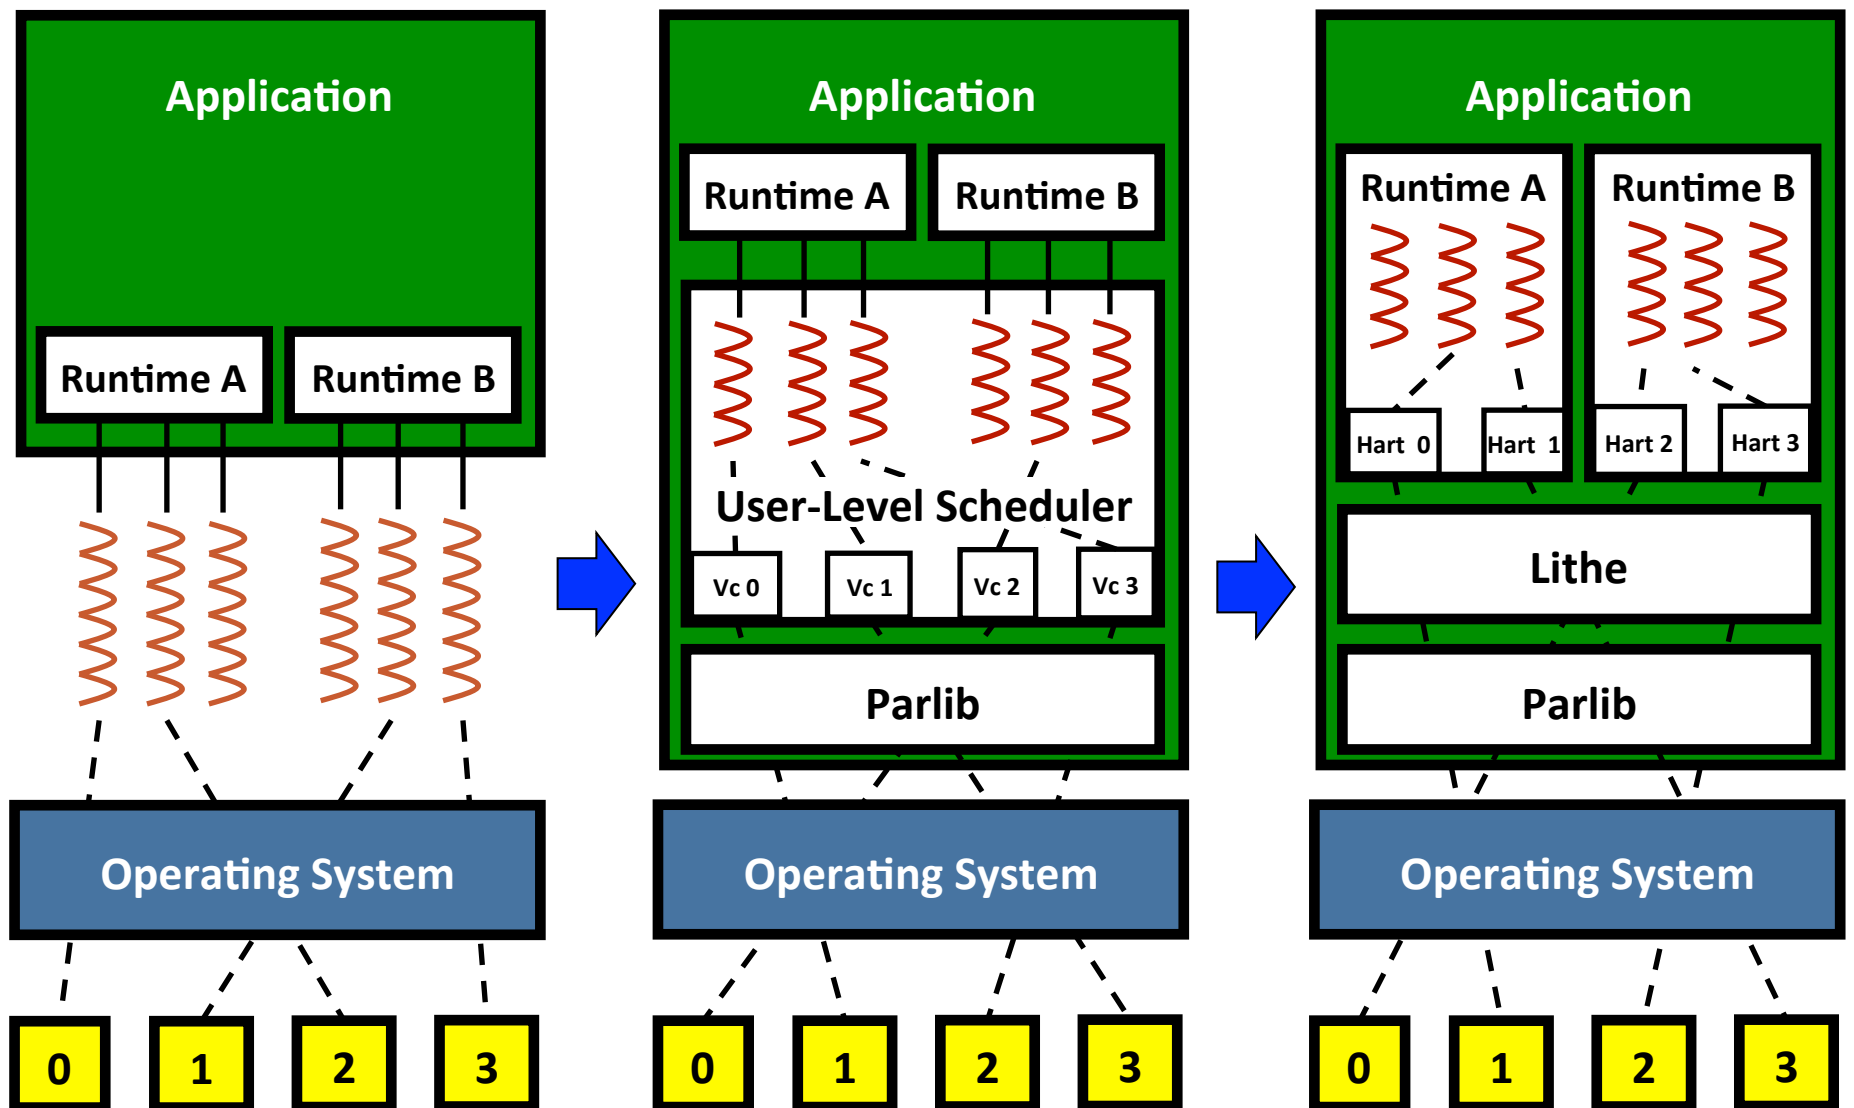 Application
Runtime A
Runtime B
Operating System
0
1
2
3
Application
Runtime A
Runtime B
User-Level Scheduler
Vc 0
Vc 1
Vc 2
Vc 3
Parlib
Operating System
0
1
2
3
Application
Runtime A
Runtime B
Hart 0
Hart 1
Hart 2
Hart 3
Lithe
Parlib
Operating System
0
1
2
3